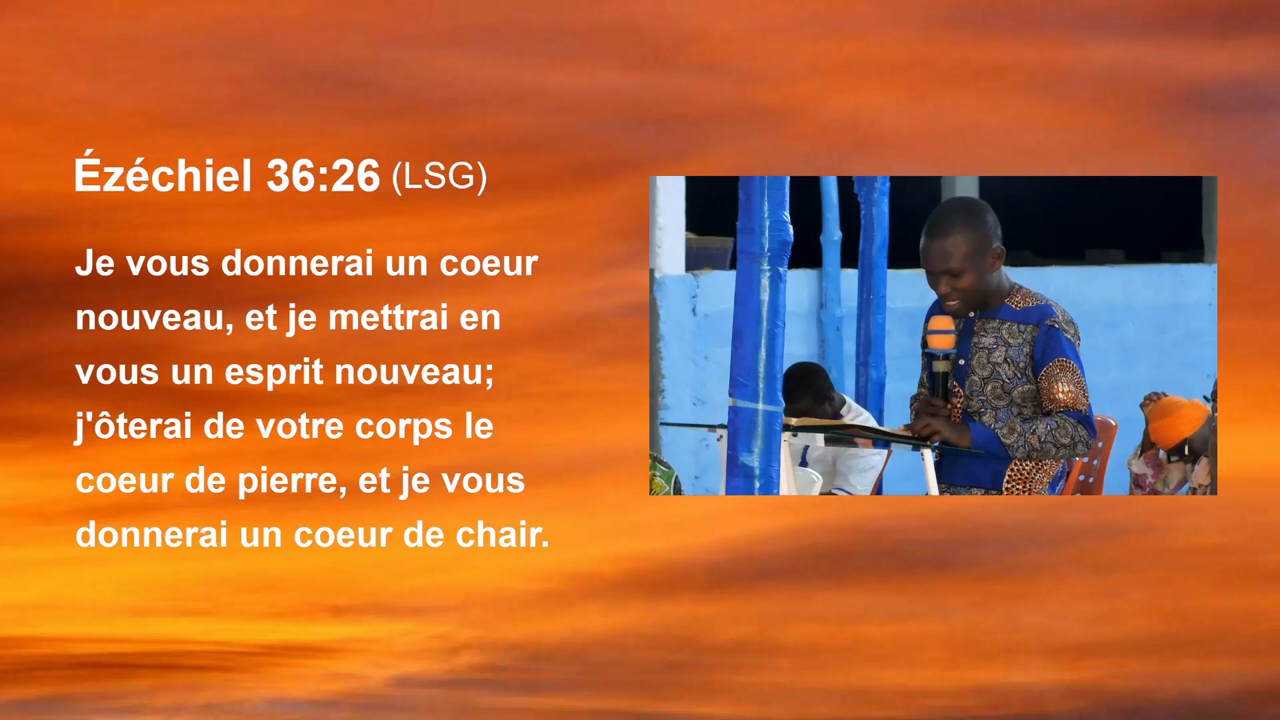 Ézéchiel 36:26 (LSG)
Je vous donnerai un coeur
nouveau, et je mettrai en
vous un esprit nouveau;
j'ôterai de votre corps le
coeur de pierre, et je vous
donnerai un coeur de chair.